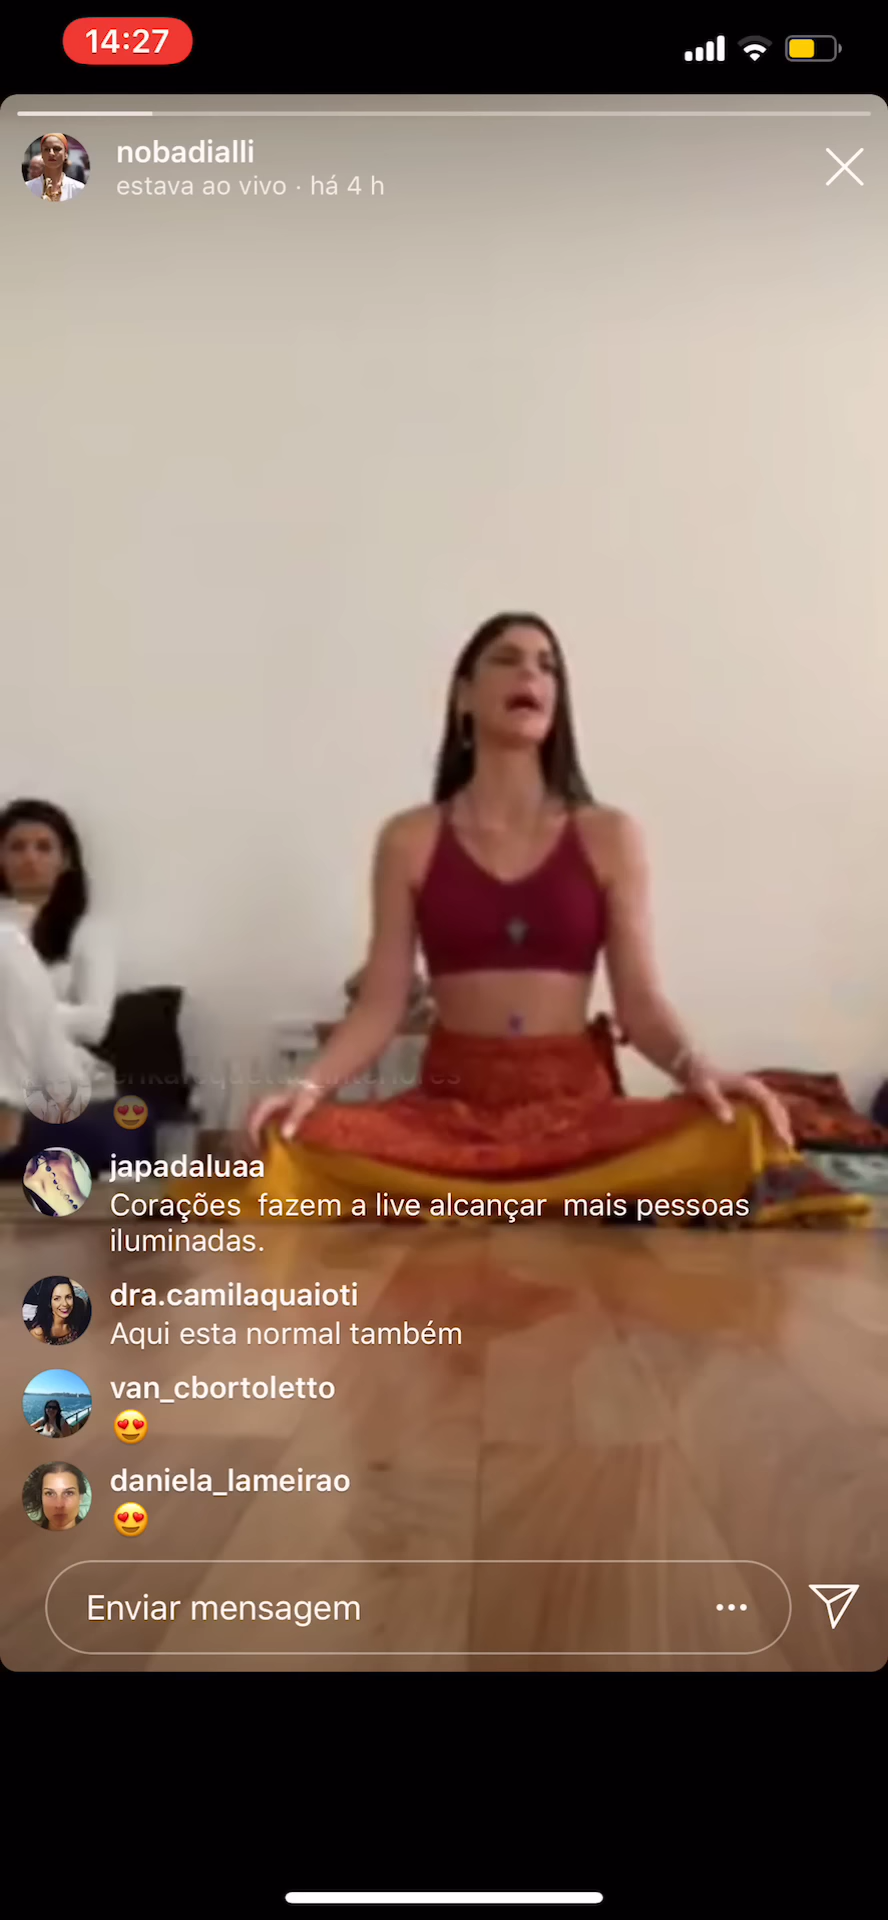 14:27
nobadialli
estava ao vivo · há 4 h
😍
japadaluaa
Corações fazem a live alcançar mais pessoas
iluminadas.
dra.camilaquaioti
Aqui esta normal também
van_cbortoletto
😍
daniela_lameirao
😍
Enviar mensagem